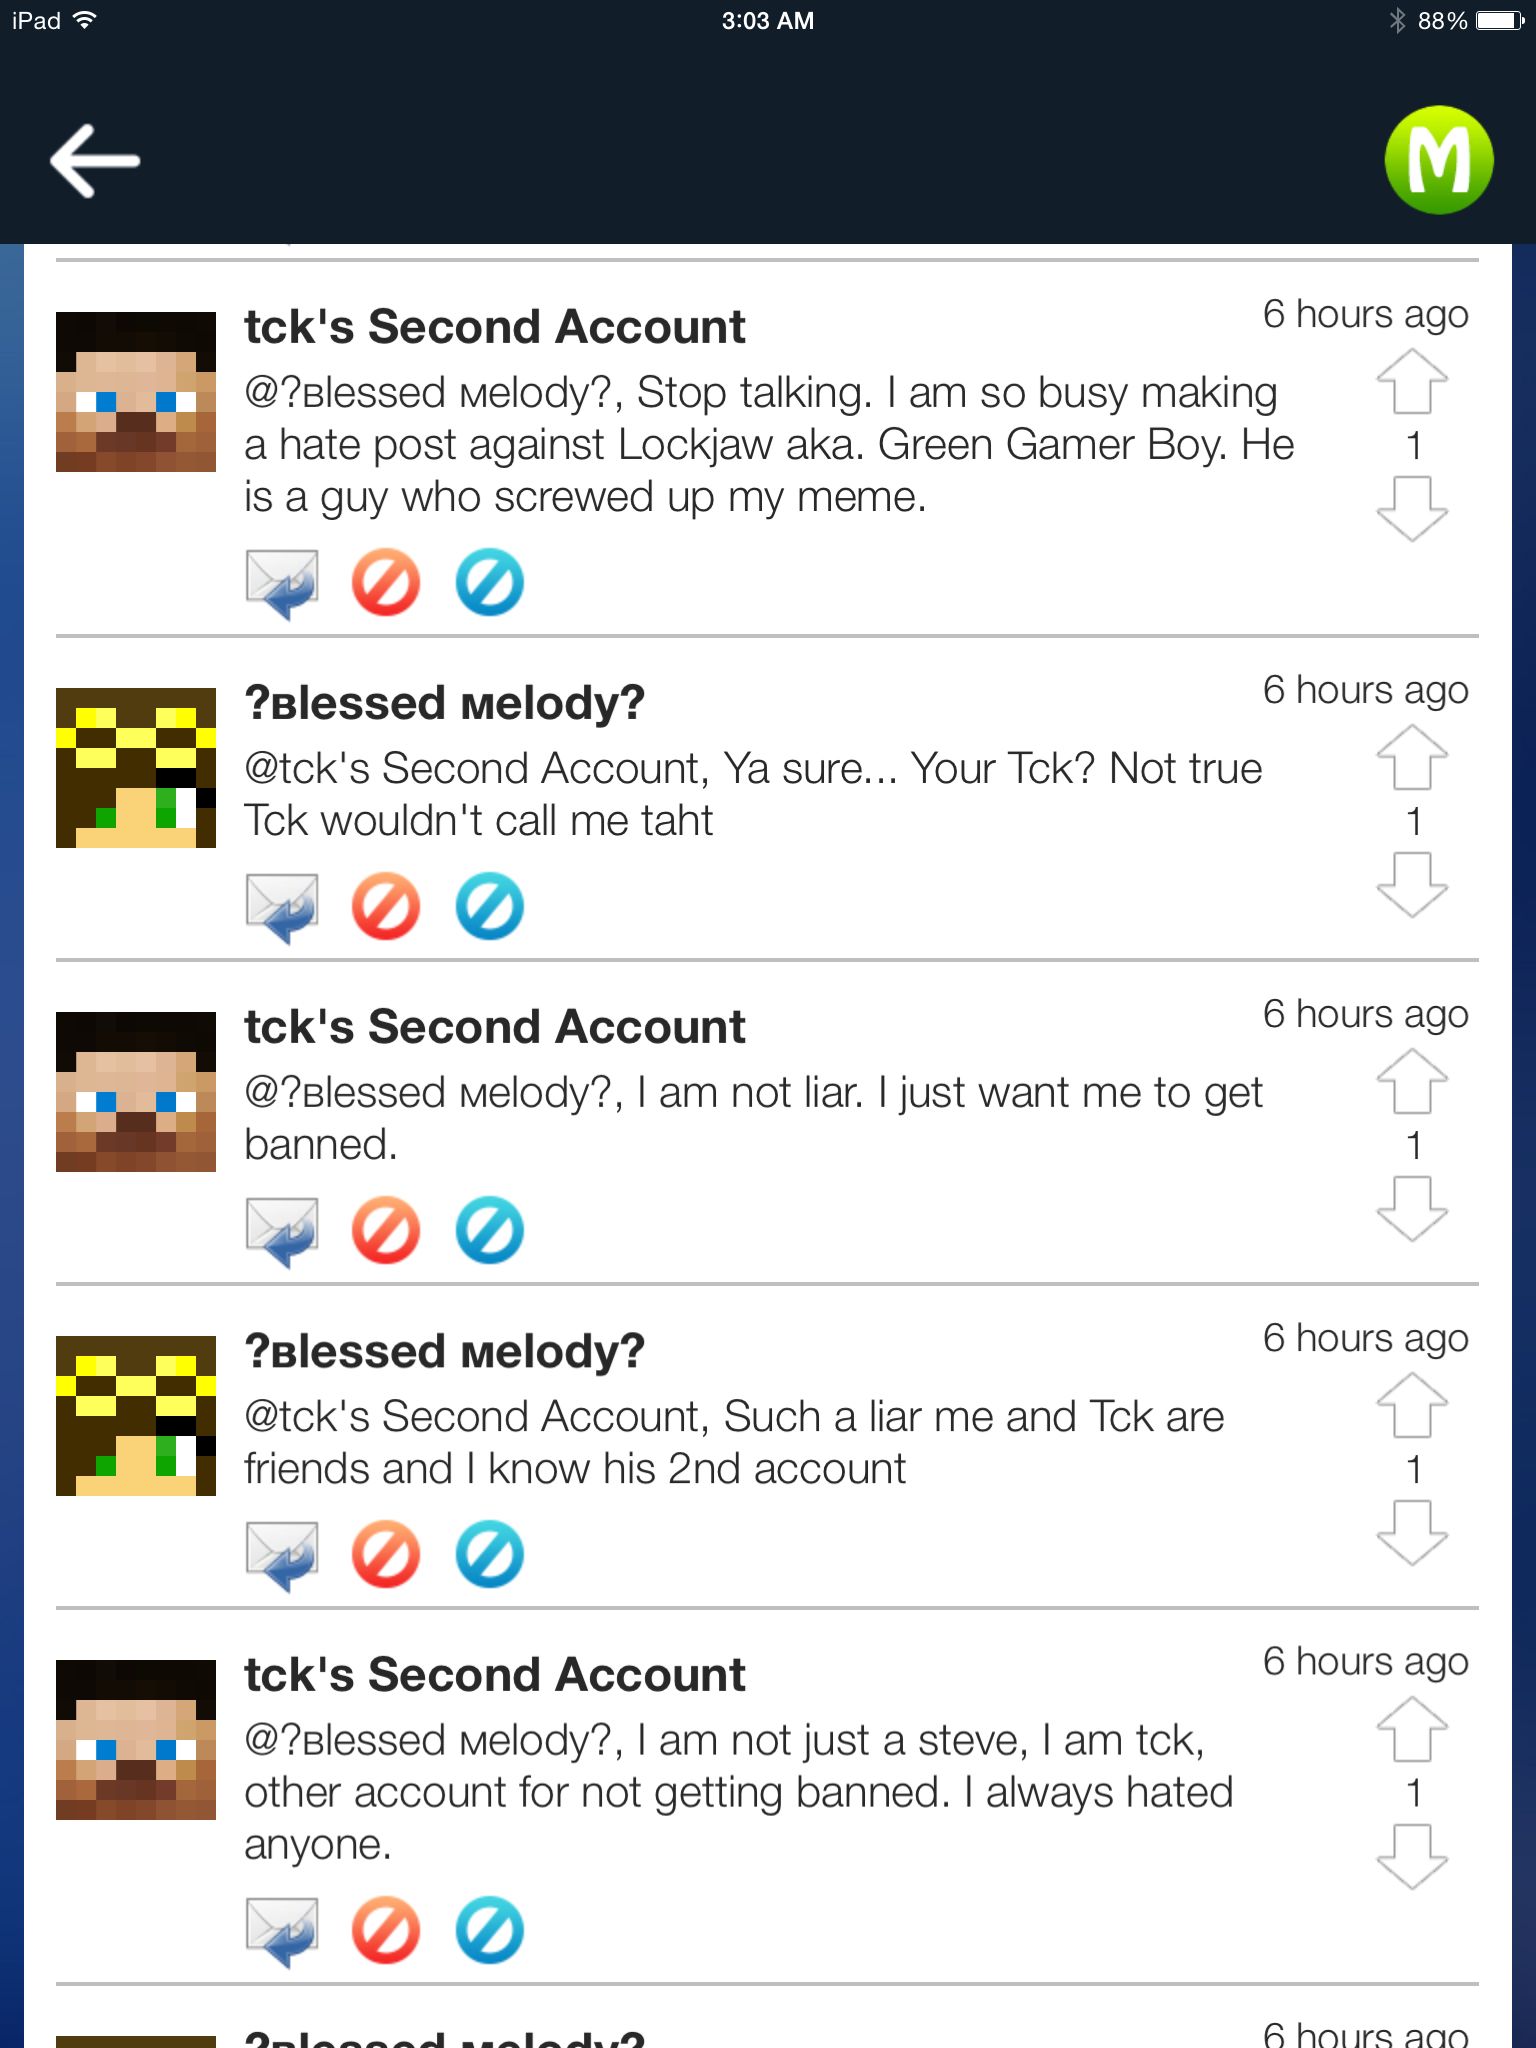 iPad 3:03 AM 88%
M
tck's Second Account 6 hours ago
@?вlessed мelody?, Stop talking. I am so busy making
a hate post against Lockjaw aka. Green Gamer Boy. He
is a guy who screwed up my meme.
1
?вlessed мelody? 6 hours ago
@tck's Second Account, Ya sure... Your Tck? Not true
Tck wouldn't call me taht
1
tck's Second Account 6 hours ago
@?вlessed мelody?, I am not liar. I just want me to get
banned.
1
?вlessed мelody? 6 hours ago
@tck's Second Account, Such a liar me and Tck are
friends and I know his 2nd account
1
tck's Second Account 6 hours ago
@?вlessed мelody?, I am not just a steve, I am tck,
other account for not getting banned. I always hated
anyone.
1
?вlessed мelody? 6 hours ago